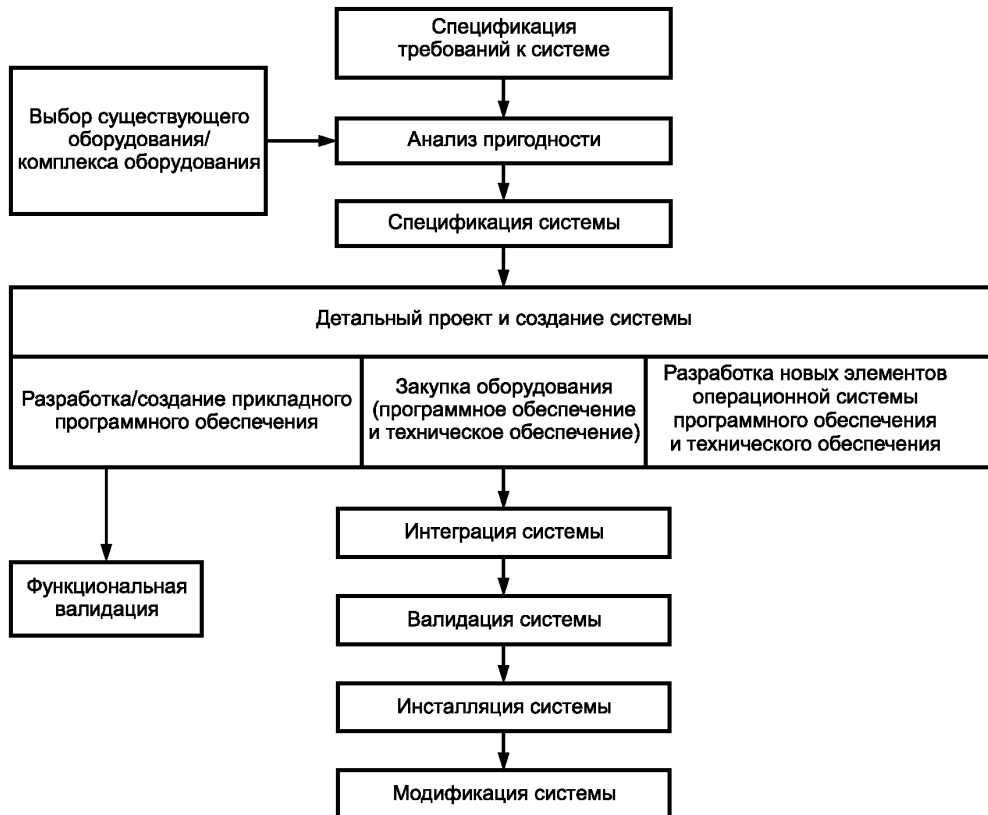 Спецификация
требований к системе
Выбор существующего
оборудования/
комплекса оборудования
Анализ пригодности
Спецификация системы
Детальный проект и создание системы
Разработка/создание прикладного
программного обеспечения
Закупка оборудования
(программное обеспечение
и техническое обеспечение)
Разработка новых элементов
операционной системы
программного обеспечения
и технического обеспечения
Интеграция системы
Функциональная
валидация
Валидация системы
Инсталляция системы
Модификация системы